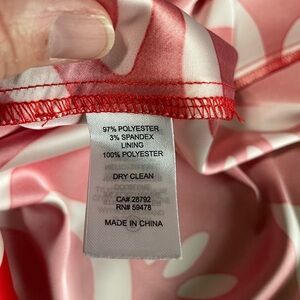 97% POLYESTER
3% SPANDEX
LINING
100% POLYESTER
DRY CLEAN
CA# 28792
RN# 59478
MADE IN CHINA